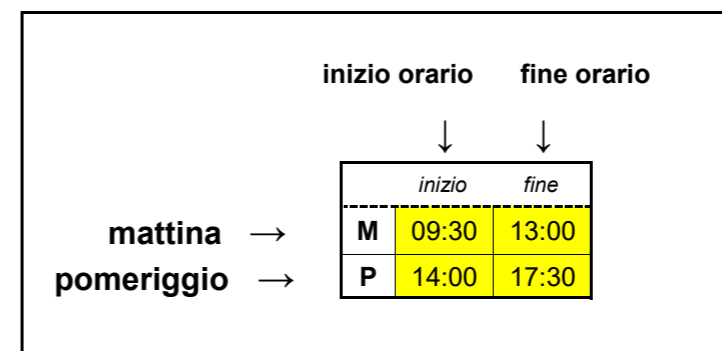 inizio orario fine orario
↓ ↓
inizio fine
mattina → M 09:30 13:00
pomeriggio → P 14:00 17:30